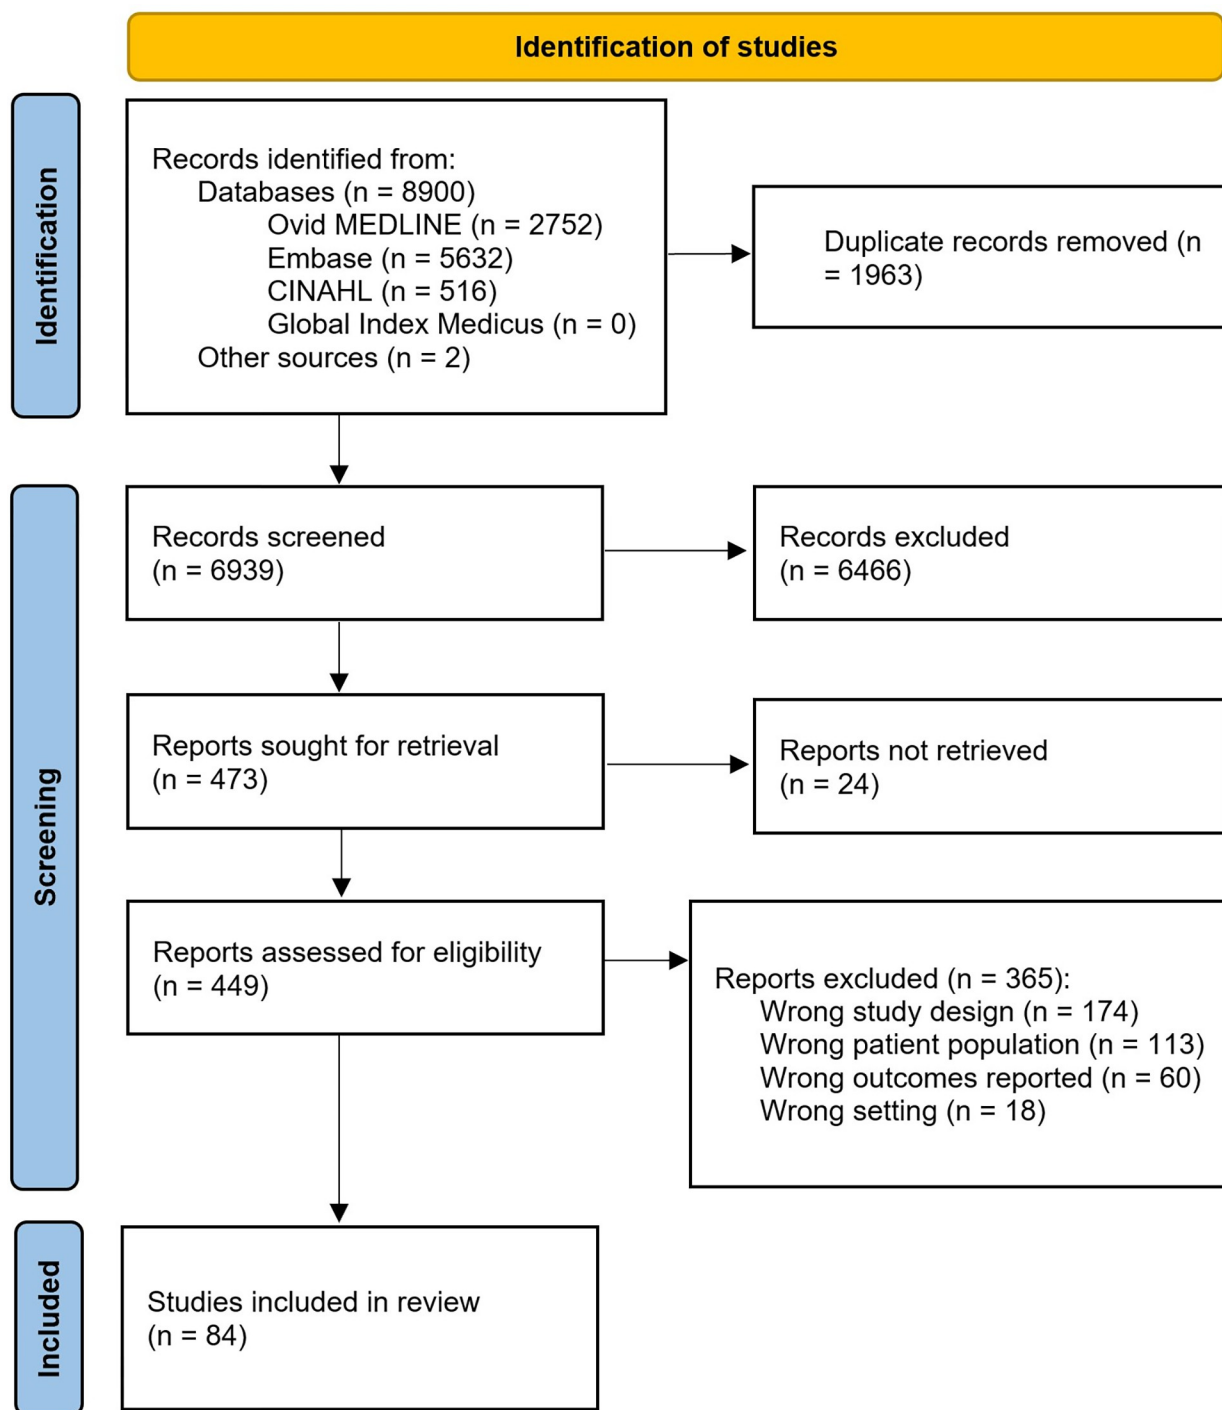 Identification of studies
Identification
Records identified from:
Databases (n = 8900)
Ovid MEDLINE (n = 2752)
Embase (n = 5632)
CINAHL (n = 516)
Global Index Medicus (n = 0)
Other sources (n = 2)
Duplicate records removed (n
= 1963)
Screening
Records screened
(n = 6939)
Records excluded
(n = 6466)
Reports sought for retrieval
(n = 473)
Reports not retrieved
(n = 24)
Reports assessed for eligibility
(n = 449)
Reports excluded (n = 365):
Wrong study design (n = 174)
Wrong patient population (n = 113)
Wrong outcomes reported (n = 60)
Wrong setting (n = 18)
Included
Studies included in review
(n = 84)